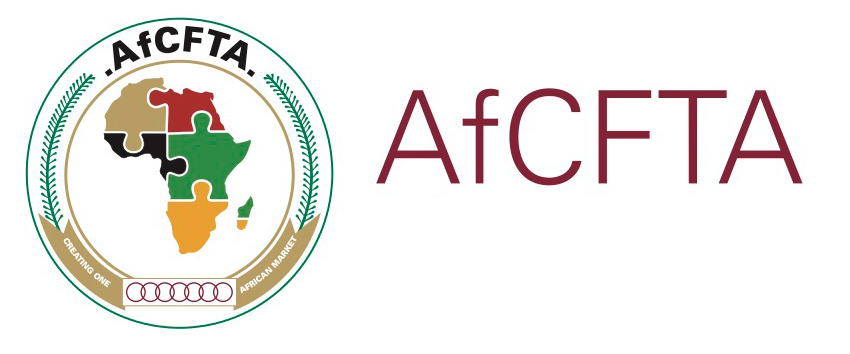 .AfCFTA.
CREATING ONE
AFRICAN MARKET
AfCFTA